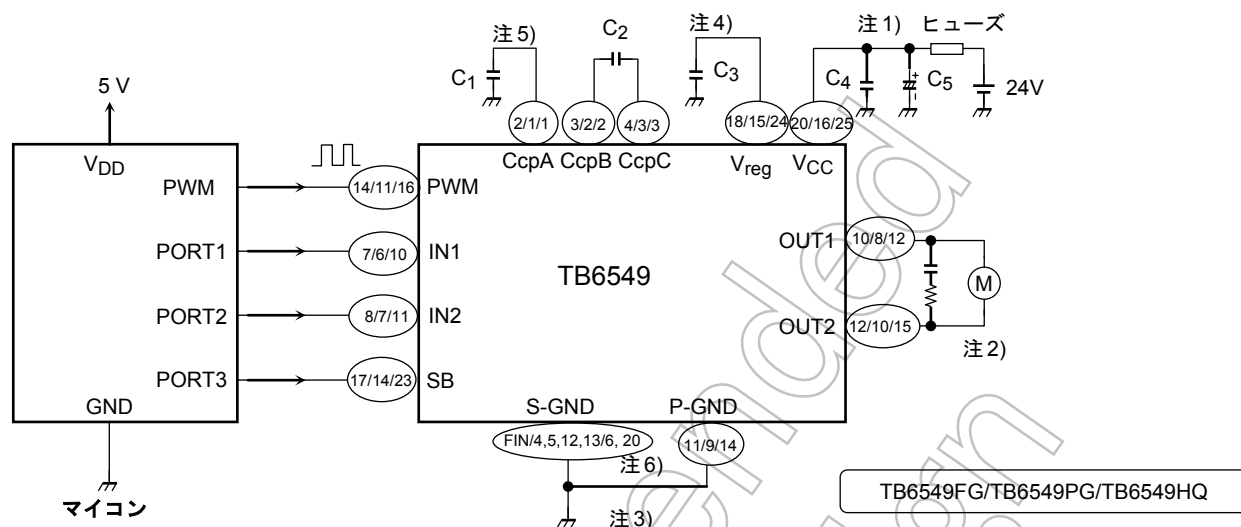 注5)
C2
注4)
注1)
ヒューズ
C1
C3
C4
+
-
C5
24V
5 V
2/1/1
3/2/2
4/3/3
18/15/24
20/16/25
VDD
CcpA
CcpB
CcpC
Vreg
VCC
PWM
14/11/16
PWM
OUT1
10/8/12
PORT1
7/6/10
IN1
TB6549
M
PORT2
8/7/11
IN2
OUT2
12/10/15
注2)
PORT3
17/14/23
SB
GND
S-GND
P-GND
FIN/4,5,12,13/6, 20
11/9/14
注6)
マイコン
注3)
TB6549FG/TB6549PG/TB6549HQ
ended